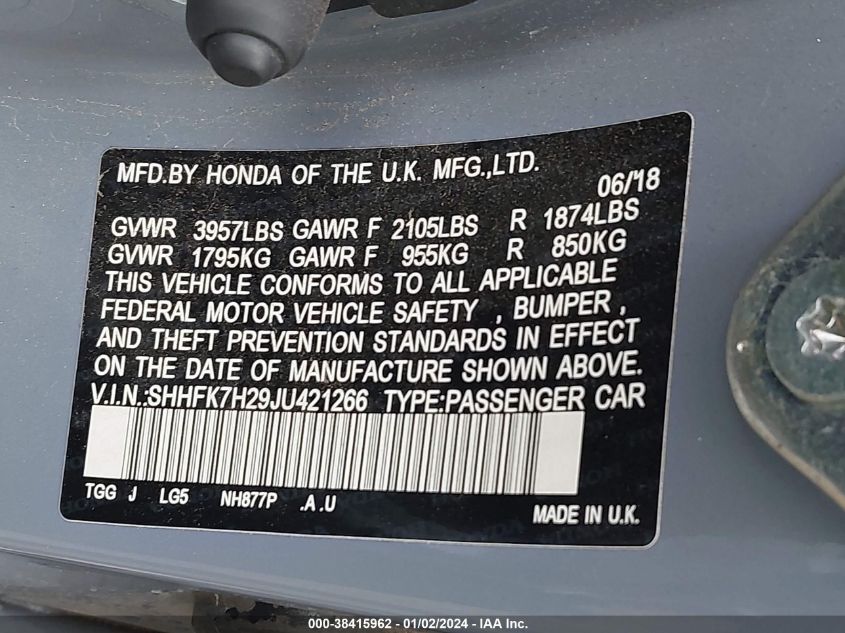 MFD.BY HONDA OF THE U.K. MFG.,LTD.
06/18
GVWR 3957LBS GAWR F 2105LBS R 1874LBS
GVWR 1795KG GAWR F 955KG R 850KG
THIS VEHICLE CONFORMS TO ALL APPLICABLE
FEDERAL MOTOR VEHICLE SAFETY , BUMPER ,
AND THEFT PREVENTION STANDARDS IN EFFECT
ON THE DATE OF MANUFACTURE SHOWN ABOVE.
V.I.N.:SHHFK7H29JU421266 TYPE:PASSENGER CAR
TGG J LG5 NH877P .A .U
MADE IN U.K.
000-38415962 - 01/02/2024 - IAA Inc.